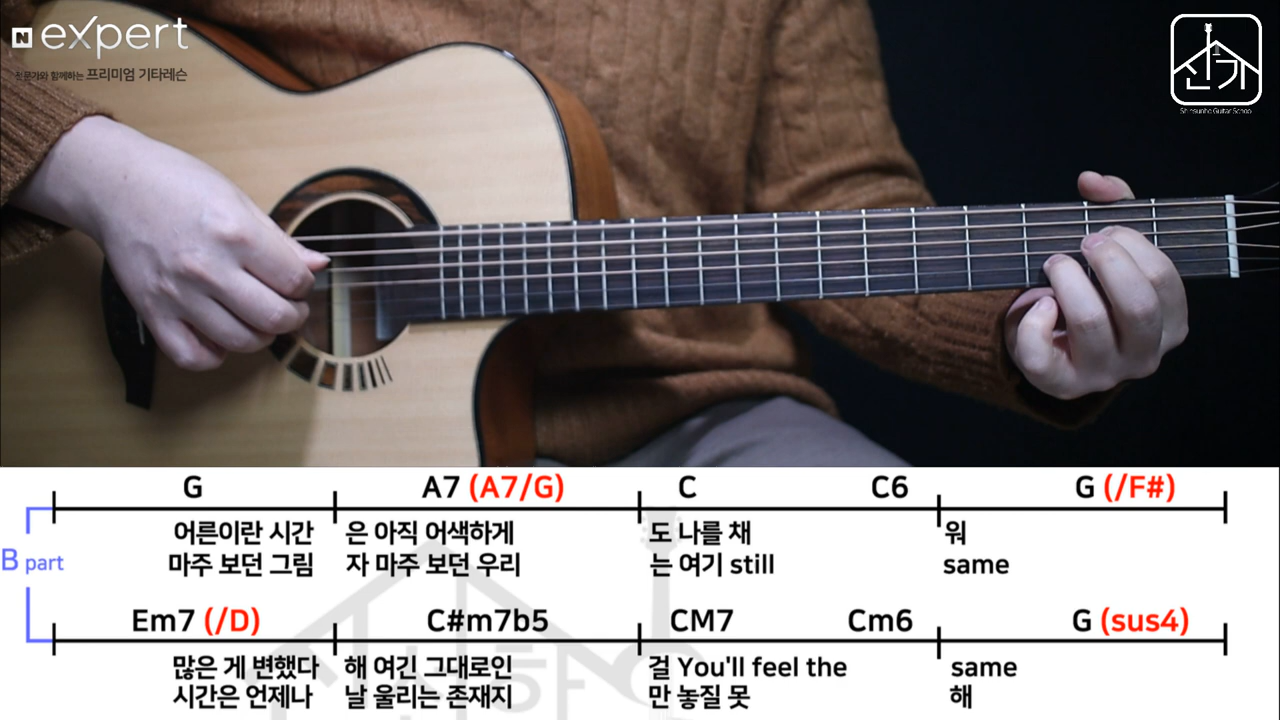 N expert
전문가와 함께하는 프리미엄 기타레슨
신기
Shinsunho Guitar School
G A7 (A7/G) C C6 G (/F#)
어른이란 시간 은 아직 어색하게 도 나를 채 워
B part
마주 보던 그림 자 마주 보던 우리 는 여기 still same
Em7 (/D) C#m7b5 CM7 Cm6 G (sus4)
많은 게 변했다 해 여긴 그대로인 걸 You'll feel the same
시간은 언제나 날 울리는 존재지 만 놓질 못 해